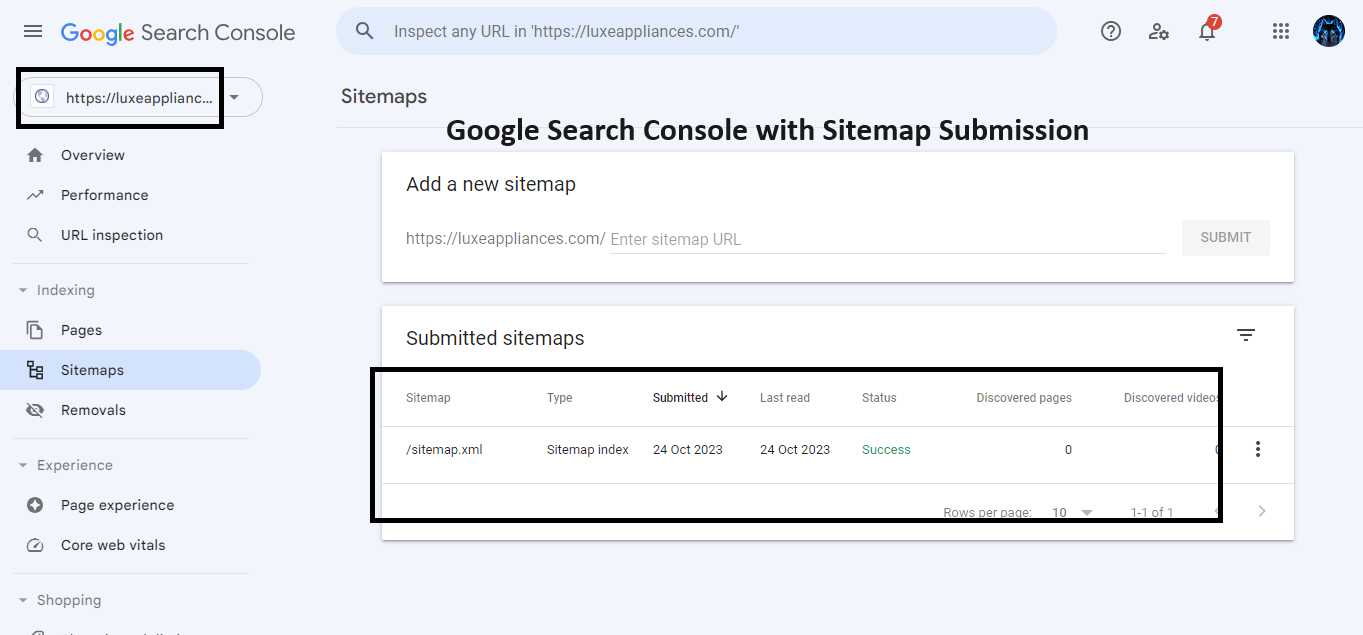 Google Search Console
Inspect any URL in 'https://luxeappliances.com/'
7
https://luxeapplianc...
Sitemaps
Google Search Console with Sitemap Submission
Overview
Performance
URL inspection
Indexing
Pages
Sitemaps
Removals
Experience
Page experience
Core web vitals
Shopping
Add a new sitemap
https://luxeappliances.com/ Enter sitemap URL
SUBMIT
Submitted sitemaps
Sitemap Type Submitted Last read Status Discovered pages Discovered videos
/sitemap.xml Sitemap index 24 Oct 2023 24 Oct 2023 Success 0 0
Rows per page: 10 1-1 of 1